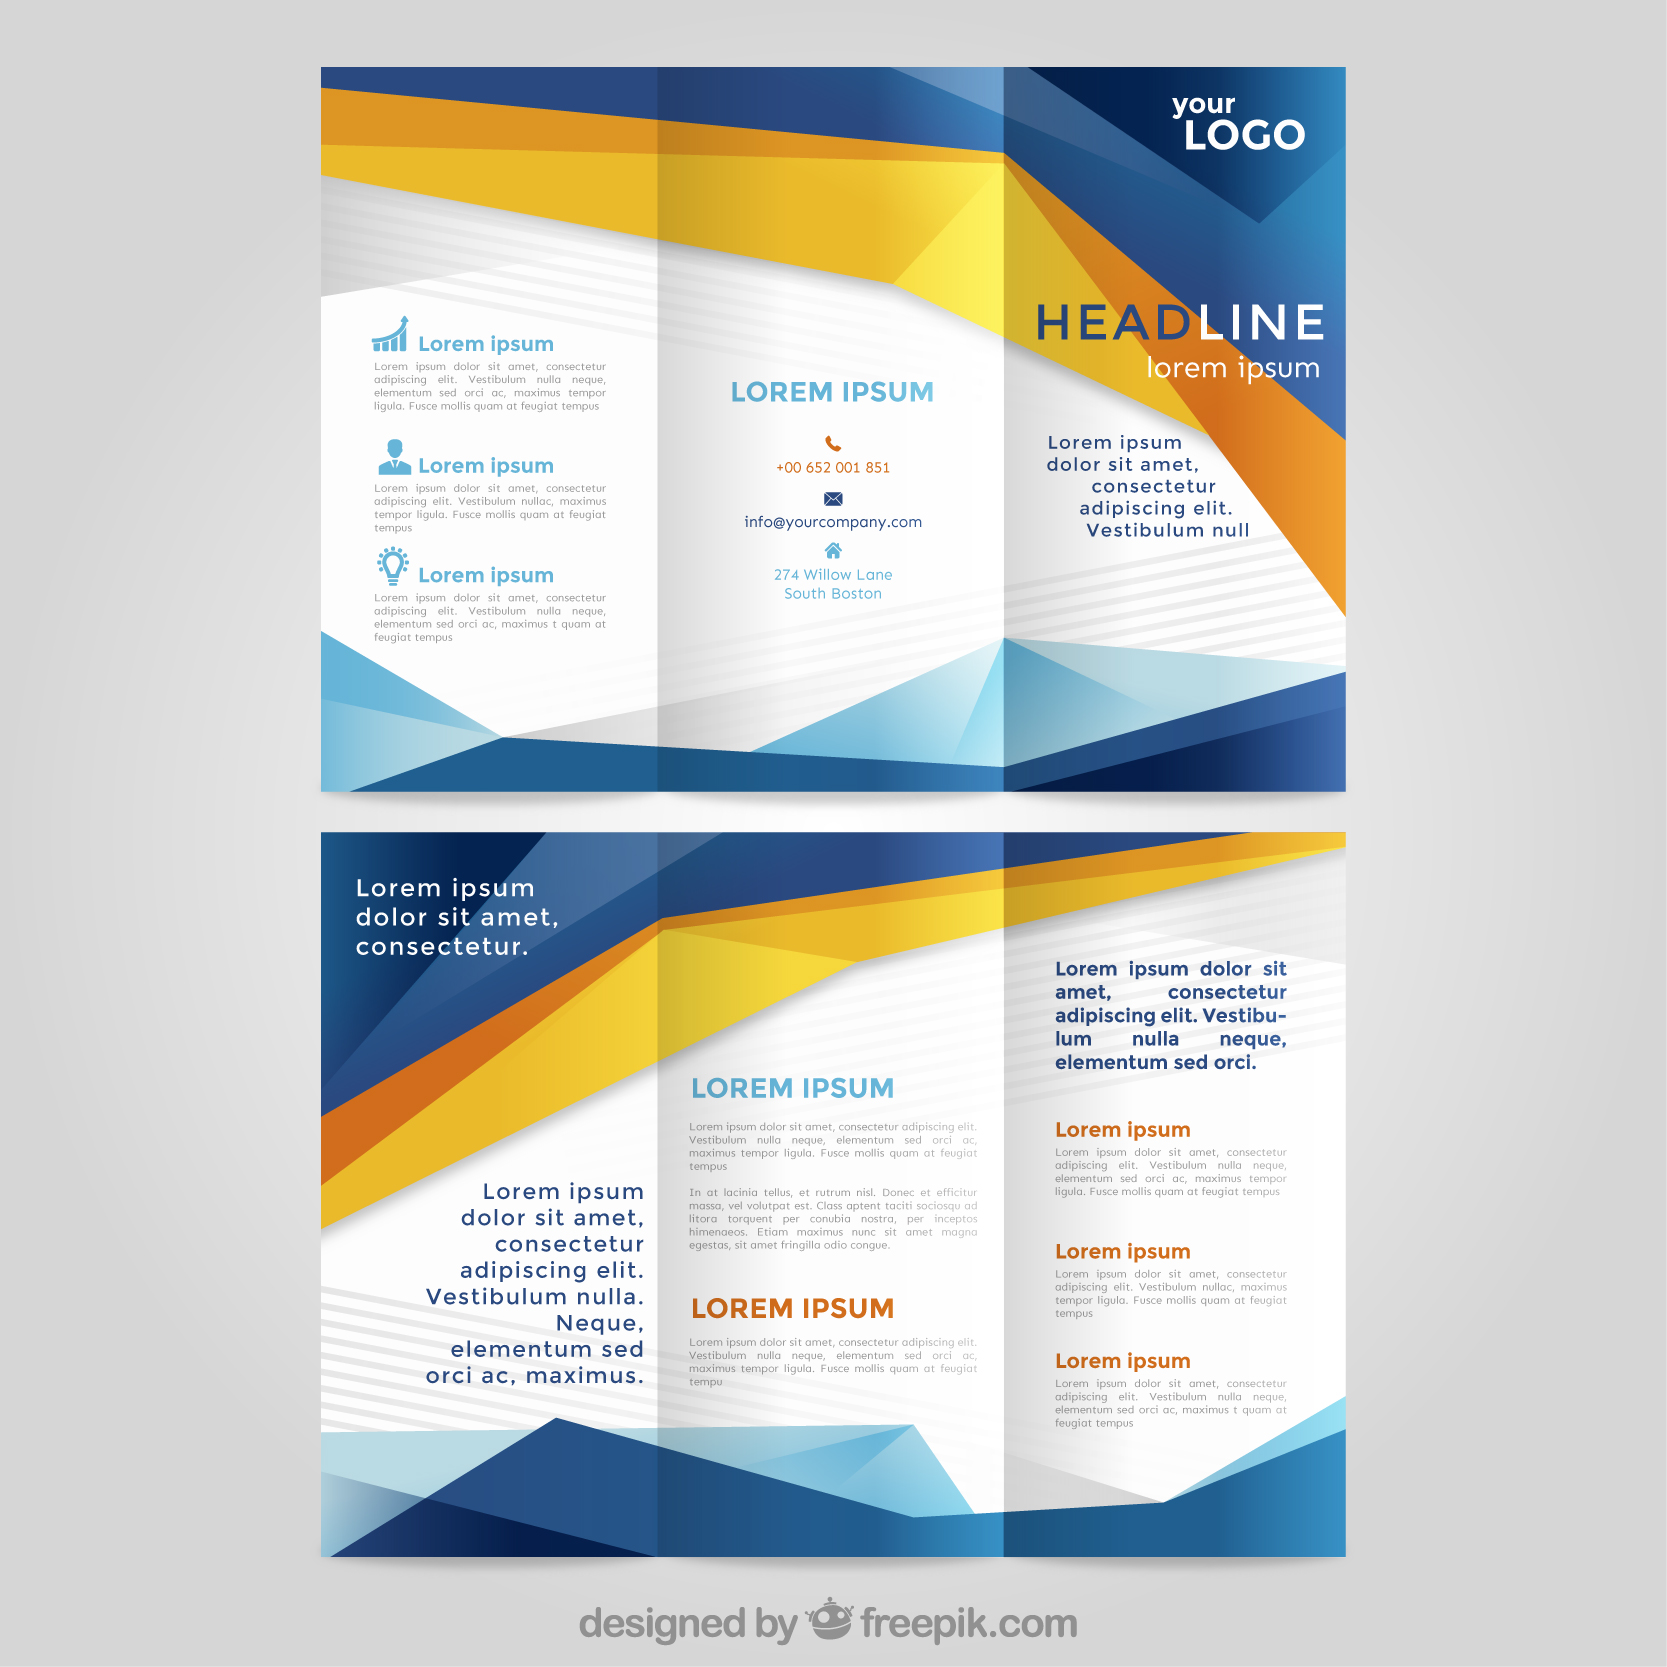 your
LOGO
HEADLINE
lorem ipsum
Lorem ipsum
Lorem ipsum dolor sit amet, consectetur
adipiscing elit. Vestibulum nulla neque,
elementum sed orci ac, maximus tempor
ligula. Fusce mollis quam at feugiat tempus
Lorem ipsum
Lorem ipsum dolor sit amet, consectetur
adipiscing elit. Vestibulum nullac, maximus
tempor ligula. Fusce mollis quam at feugiat
tempus
Lorem ipsum
Lorem ipsum dolor sit amet, consectetur
adipiscing elit. Vestibulum nulla neque,
elementum sed orci ac, maximus t quam at
feugiat tempus
LOREM IPSUM
+00 652 001 851
info@yourcompany.com
274 Willow Lane
South Boston
Lorem ipsum
dolor sit amet,
consectetur
adipiscing elit.
Vestibulum null
Lorem ipsum
dolor sit amet,
consectetur.
Lorem ipsum
dolor sit amet,
consectetur
adipiscing elit.
Vestibulum nulla.
Neque,
elementum sed
orci ac, maximus.
LOREM IPSUM
Lorem ipsum dolor sit amet, consectetur adipiscing elit.
Vestibulum nulla neque, elementum sed orci ac,
maximus tempor ligula. Fusce mollis quam at feugiat
tempus
In at lacinia tellus, et rutrum nisl. Donec et efficitur
massa, vel volutpat est. Class aptent taciti sociosqu ad
litora torquent per conubia nostra, per inceptos
himenaeos. Etiam maximus nunc sit amet magna
egestas, sit amet fringilla odio congue.
LOREM IPSUM
Lorem ipsum dolor sit amet, consectetur adipiscing elit.
Vestibulum nulla neque, elementum sed orci ac,
maximus tempor ligula. Fusce mollis quam at feugiat
tempu
Lorem ipsum dolor sit
amet, consectetur
adipiscing elit. Vestibu-
lum nulla neque,
elementum sed orci.
Lorem ipsum
Lorem ipsum dolor sit amet, consectetur
adipiscing elit. Vestibulum nulla neque,
elementum sed orci ac, maximus tempor
ligula. Fusce mollis quam at feugiat tempus
Lorem ipsum
Lorem ipsum dolor sit amet, consectetur
adipiscing elit. Vestibulum nullac, maximus
tempor ligula. Fusce mollis quam at feugiat
tempus
Lorem ipsum
Lorem ipsum dolor sit amet, consectetur
adipiscing elit. Vestibulum nulla neque,
elementum sed orci ac, maximus t quam at
feugiat tempus
designed by freepik.com